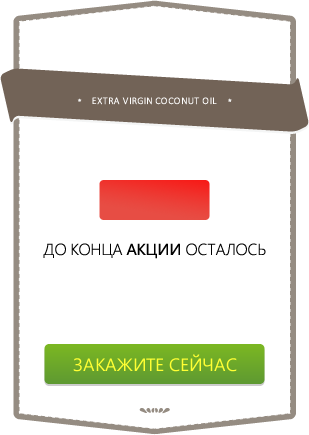 • EXTRA VIRGIN COCONUT OIL •
ДО КОНЦА АКЦИИ ОСТАЛОСЬ
ЗАКАЖИТЕ СЕЙЧАС